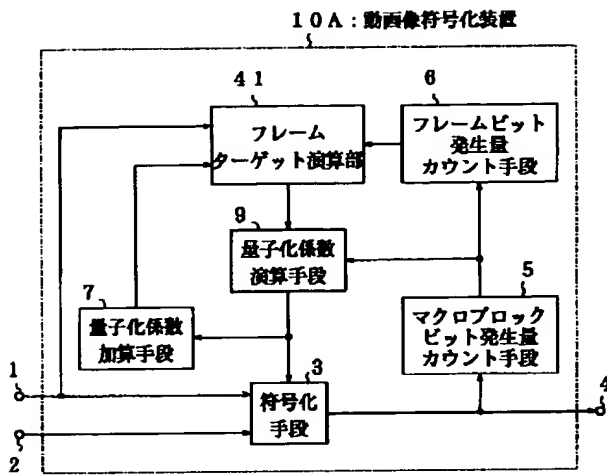 10A:動画像符号化装置
41
フレーム
ターゲット演算部
6
フレームビット
発生量
カウント手段
9
量子化係数
演算手段
7
量子化係数
加算手段
5
マクロブロック
ビット発生量
カウント手段
1
3
符号化
手段
4
2